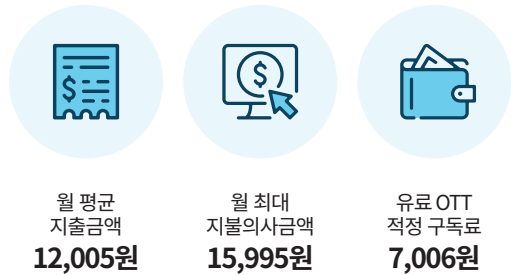 월 평균
지출금액
12,005원
월 최대
지불의사금액
15,995원
유료 OTT
적정 구독료
7,006원